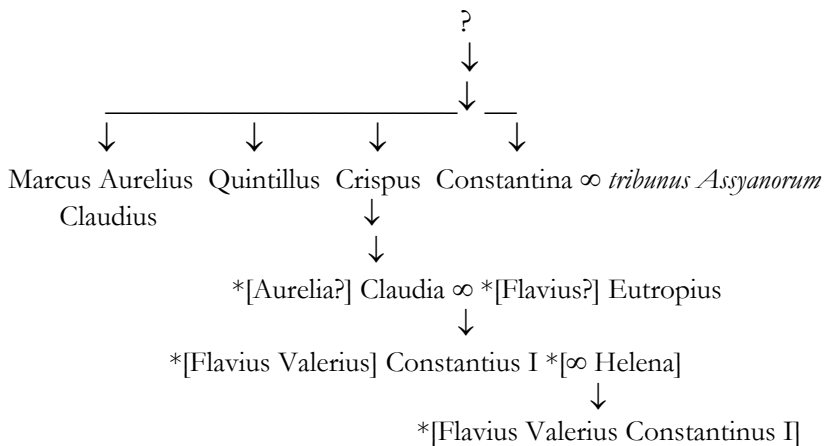 ?
Marcus Aurelius Quintillus Crispus Constantina ∞ tribunus Assyanorum
Claudius
*[Aurelia?] Claudia ∞ *[Flavius?] Eutropius
*[Flavius Valerius] Constantius I *[∞ Helena]
*[Flavius Valerius Constantinus I]